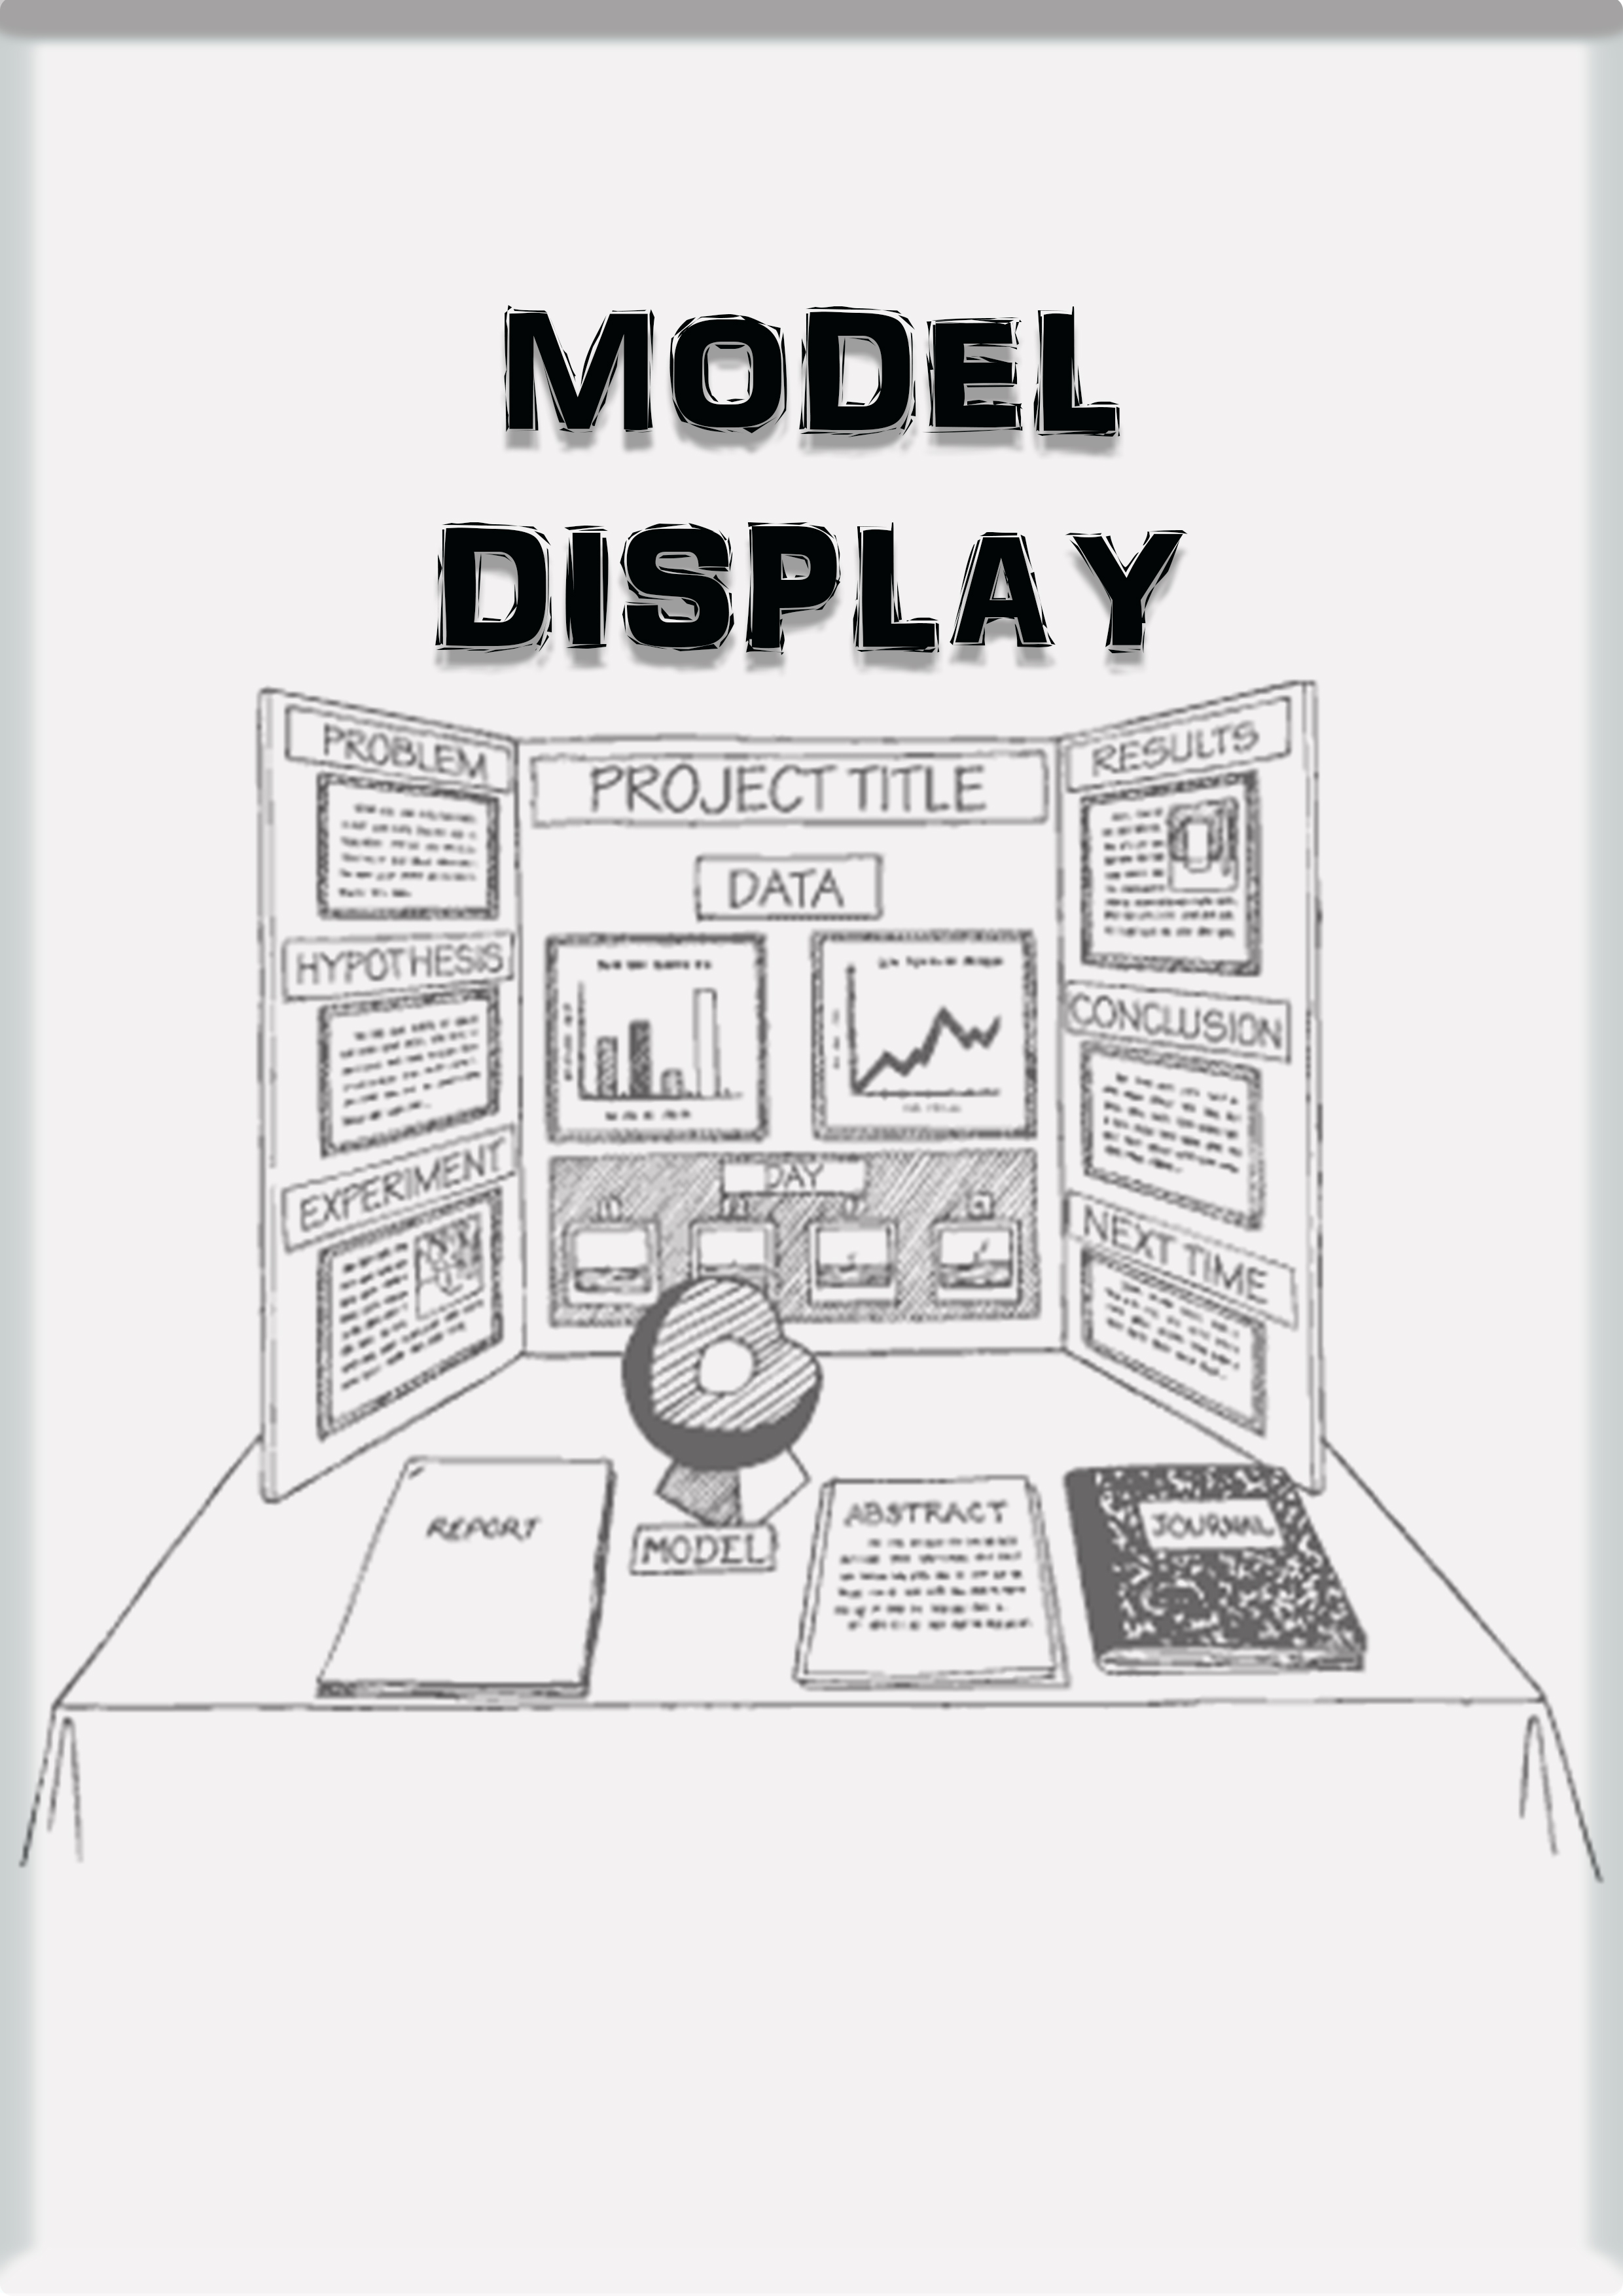 MODEL
DISPLAY
PROBLEM
HYPOTHESIS
EXPERIMENT
PROJECT TITLE
DATA
DAY
RESULTS
CONCLUSION
NEXT TIME
REPORT
MODEL
ABSTRACT
JOURNAL